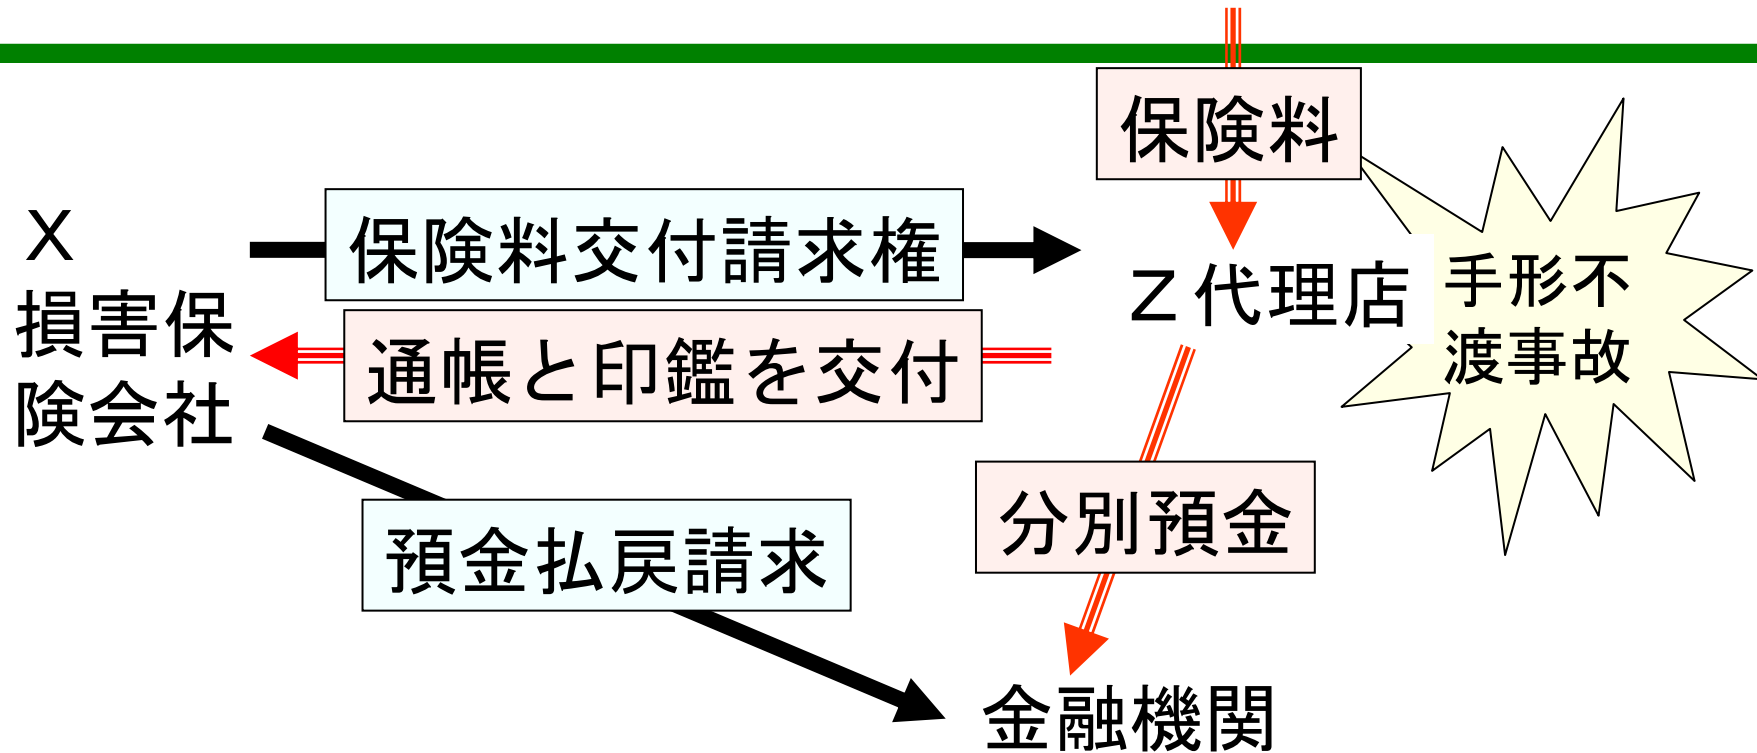 保険料
X
損害保
険会社
保険料交付請求権
Z代理店
手形不
渡事故
通帳と印鑑を交付
分別預金
預金払戻請求
金融機関